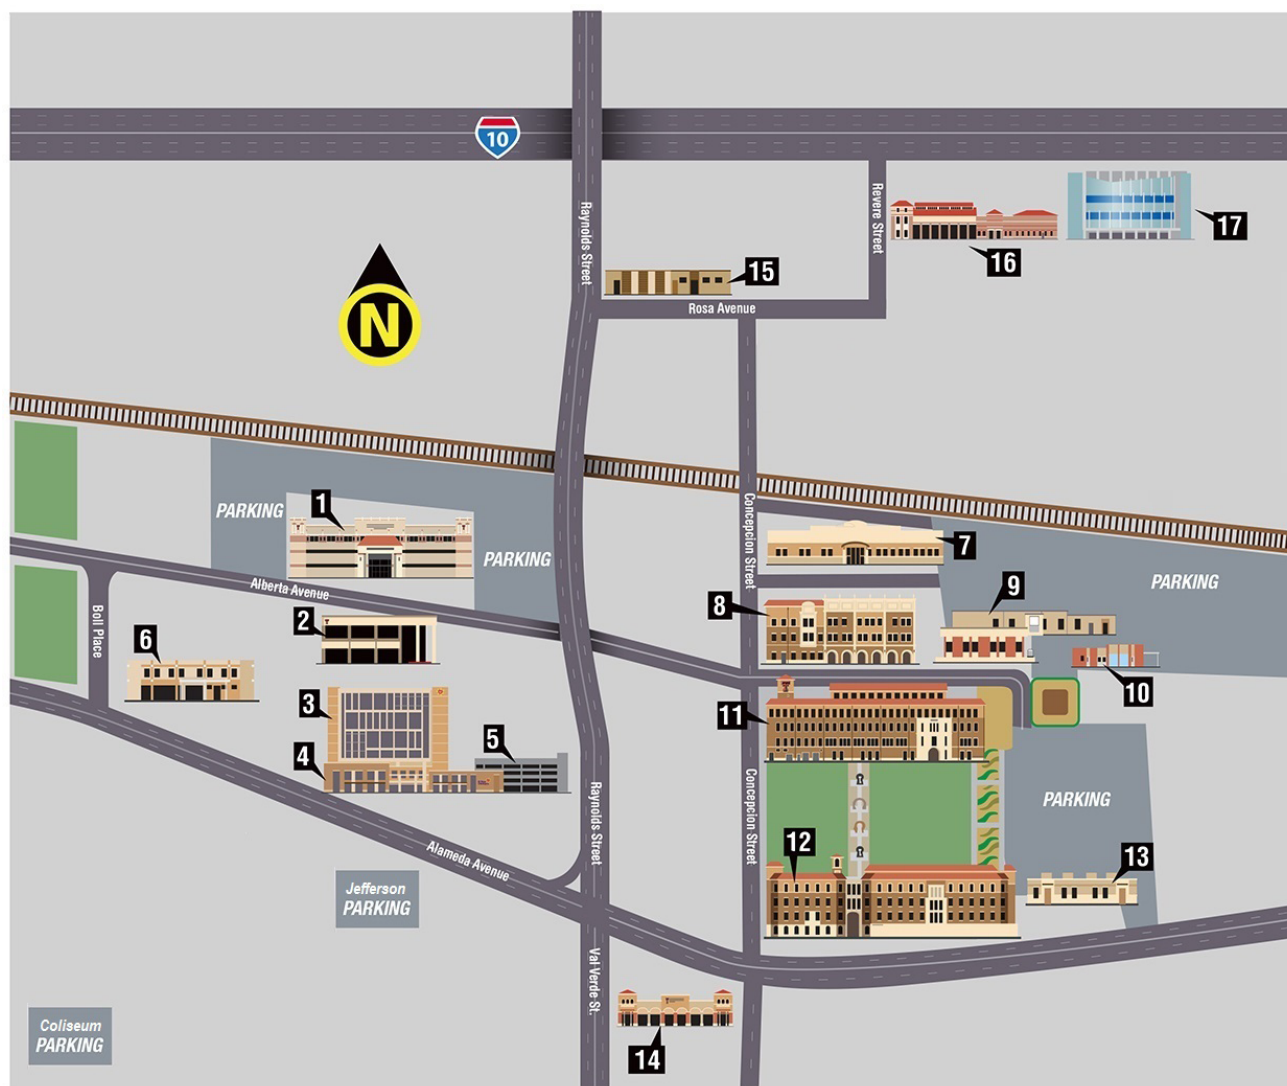 10
Raynolds Street
Revere Street
17
16
15
N
Rosa Avenue
PARKING
1
PARKING
Concepcion Street
7
PARKING
Alberta Avenue
Boll Place
2
8
9
6
10
3
11
4
5
Raynolds Street
Concepcion Street
PARKING
Alameda Avenue
12
13
Jefferson
PARKING
Val Verde St.
Coliseum
PARKING
14